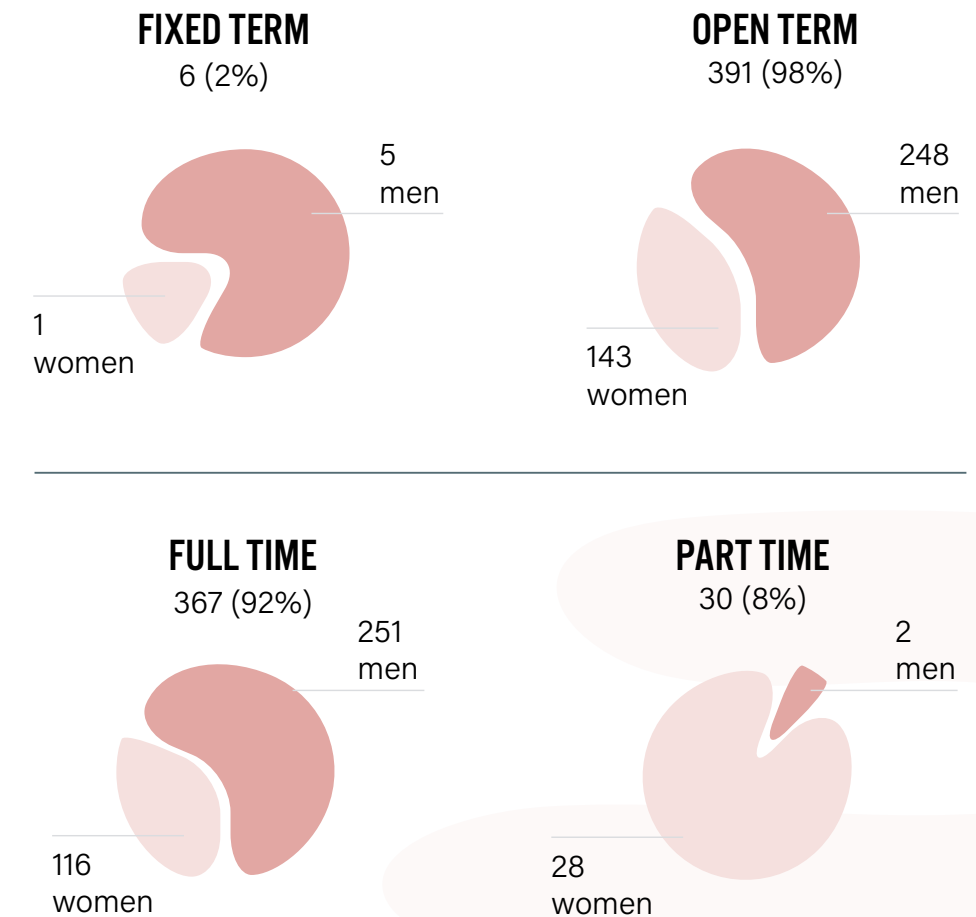 FIXED TERM
6 (2%)
5
men
1
women
OPEN TERM
391 (98%)
248
men
143
women
FULL TIME
367 (92%)
251
men
116
women
PART TIME
30 (8%)
2
men
28
women